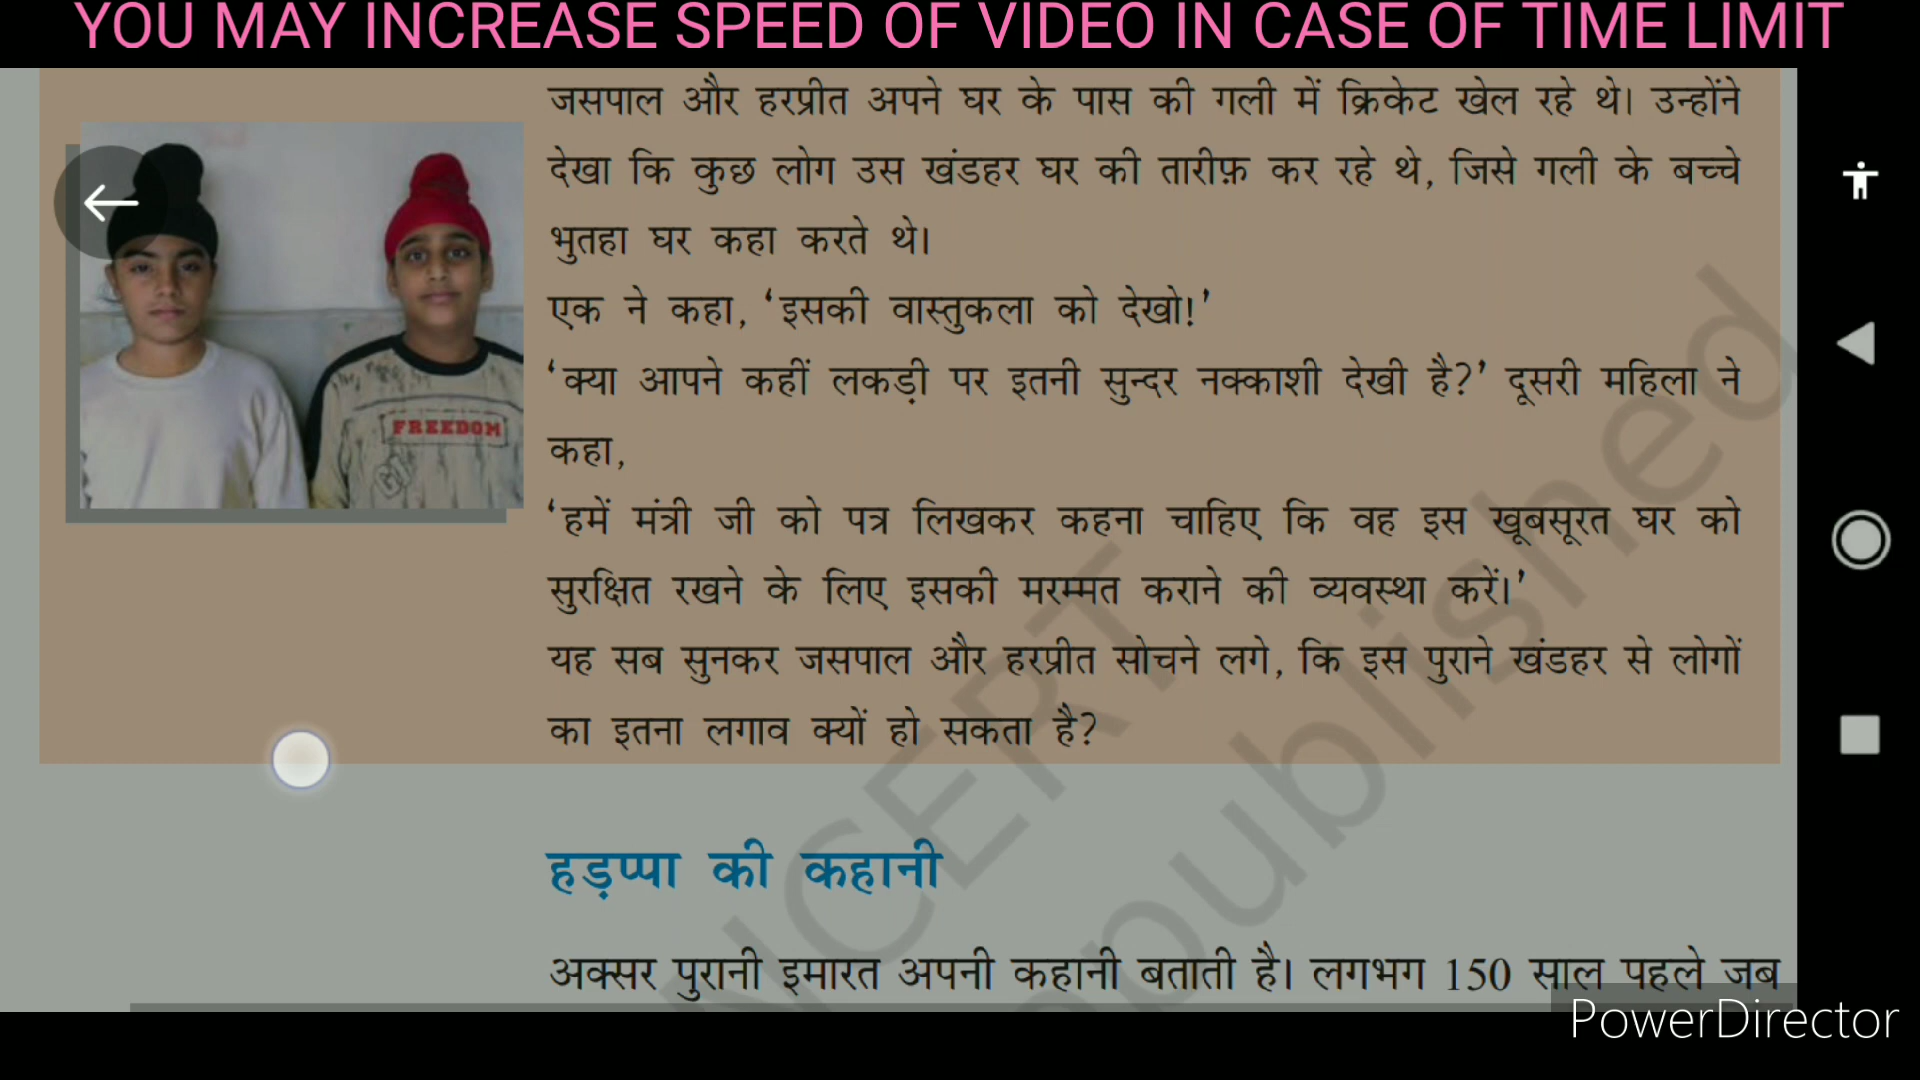 YOU MAY INCREASE SPEED OF VIDEO IN CASE OF TIME LIMIT
जसपाल और हरप्रीत अपने घर के पास की गली में क्रिकेट खेल रहे थे। उन्होंने
देखा कि कुछ लोग उस खंडहर घर की तारीफ़ कर रहे थे, जिसे गली के बच्चे
भुतहा घर कहा करते थे।
एक ने कहा, ‘इसकी वास्तुकला को देखो!’
‘क्या आपने कहीं लकड़ी पर इतनी सुन्दर नक्काशी देखी है?’ दूसरी महिला ने
कहा,
‘हमें मंत्री जी को पत्र लिखकर कहना चाहिए कि वह इस खूबसूरत घर को
सुरक्षित रखने के लिए इसकी मरम्मत कराने की व्यवस्था करें।’
यह सब सुनकर जसपाल और हरप्रीत सोचने लगे, कि इस पुराने खंडहर से लोगों
का इतना लगाव क्यों हो सकता है?
FREEDOM
हड़प्पा की कहानी
अक्सर पुरानी इमारत अपनी कहानी बताती है। लगभग 150 साल पहले जब
NCERT
published
PowerDirector